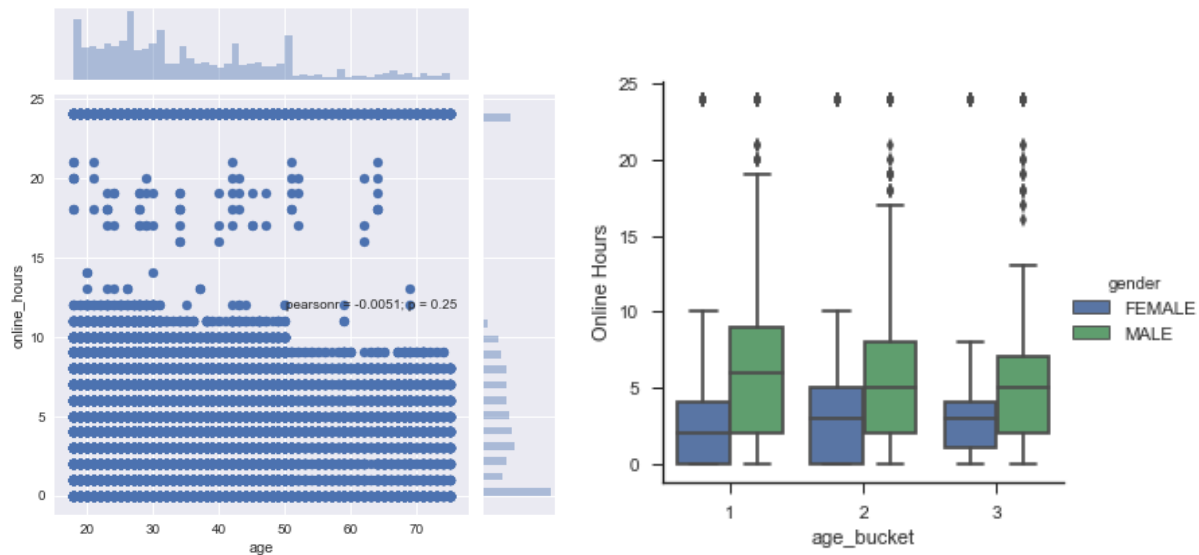 25
20
15
10
5
0
online_hours
pearsonr = -0.0051; p = 0.25
20 30 40 50 60 70
age
25
20
15
10
5
0
Online Hours
1 2 3
age_bucket
gender
FEMALE
MALE